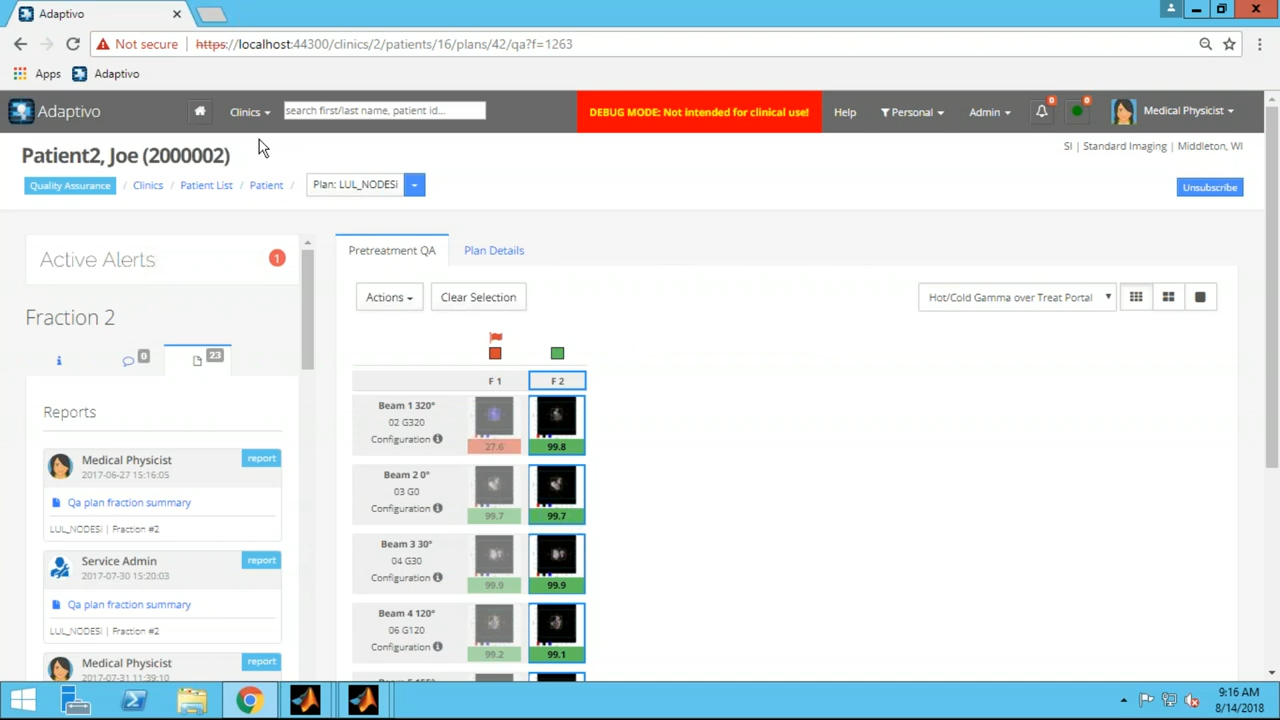 Adaptivo
Not secure https://localhost:44300/clinics/2/patients/16/plans/42/qa?f=1263
Apps Adaptivo
Adaptivo Clinics search first/last name, patient id... DEBUG MODE: Not intended for clinical use! Help Personal Admin 0 0 Medical Physicist
Patient2, Joe (2000002)
SI | Standard Imaging | Middleton, WI
Quality Assurance / Clinics / Patient List / Patient / Plan: LUL_NODESi Unsubscribe
Active Alerts 1
Pretreatment QA Plan Details
Actions Clear Selection Hot/Cold Gamma over Treat Portal
Fraction 2
0 23
F 1 F 2
Reports
Beam 1 320°
02 G320
Configuration
27.6 99.8
Medical Physicist report
2017-06-27 15:16:05
Qa plan fraction summary
LUL_NODESi | Fraction #2
Beam 2 0°
03 G0
Configuration
99.7 99.7
Service Admin report
2017-07-30 15:20:03
Qa plan fraction summary
LUL_NODESi | Fraction #2
Beam 3 30°
04 G30
Configuration
99.9 99.9
Beam 4 120°
06 G120
Configuration
99.2 99.1
Medical Physicist report
2017-07-31 11:39:10
9:16 AM
8/14/2018